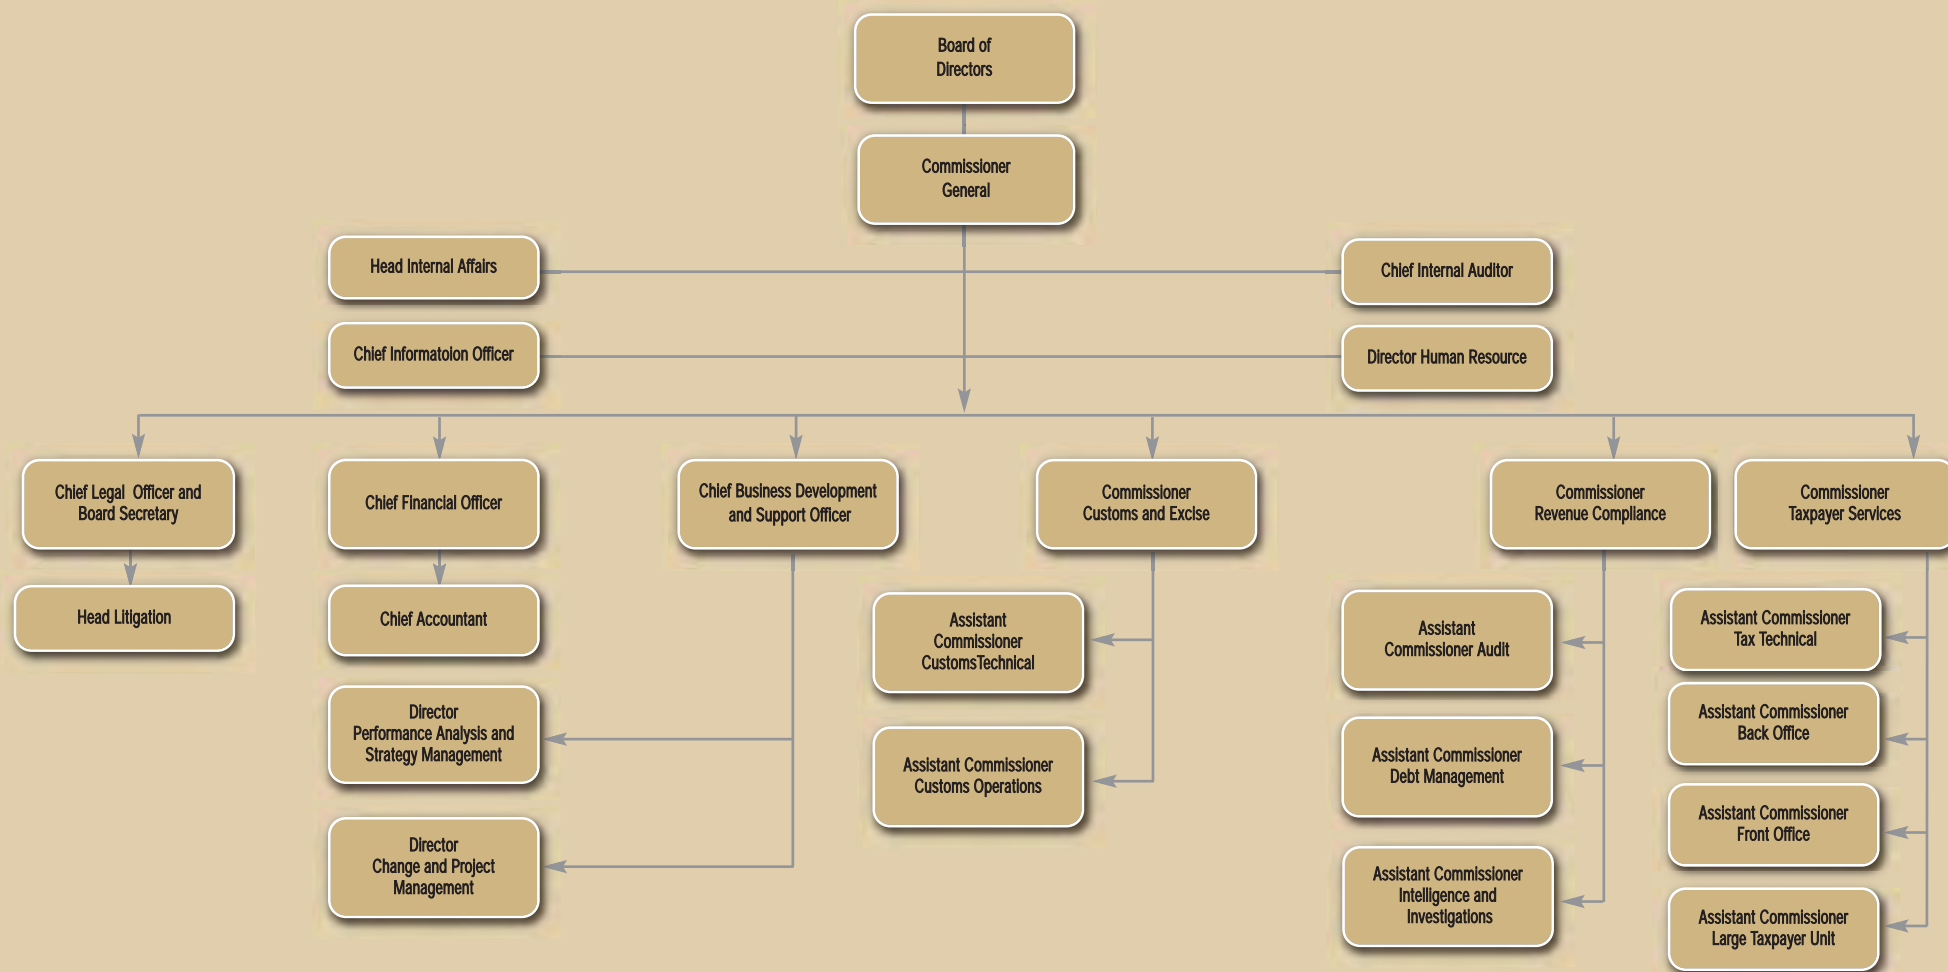 Board of
Directors
Commissioner
General
Head Internal Affairs
Chief Internal Auditor
Chief Informatoion Officer
Director Human Resource
Chief Legal Officer and
Board Secretary
Chief Financial Officer
Chief Business Development
and Support Officer
Commissioner
Customs and Excise
Commissioner
Revenue Compliance
Commissioner
Taxpayer Services
Head Litigation
Chief Accountant
Director
Performance Analysis and
Strategy Management
Director
Change and Project
Management
Assistant
Commissioner
CustomsTechnical
Assistant Commissioner
Customs Operations
Assistant
Commissioner Audit
Assistant Commissioner
Debt Management
Assistant Commissioner
Intelligence and
Investigations
Assistant Commissioner
Tax Technical
Assistant Commissioner
Back Office
Assistant Commissioner
Front Office
Assistant Commissioner
Large Taxpayer Unit